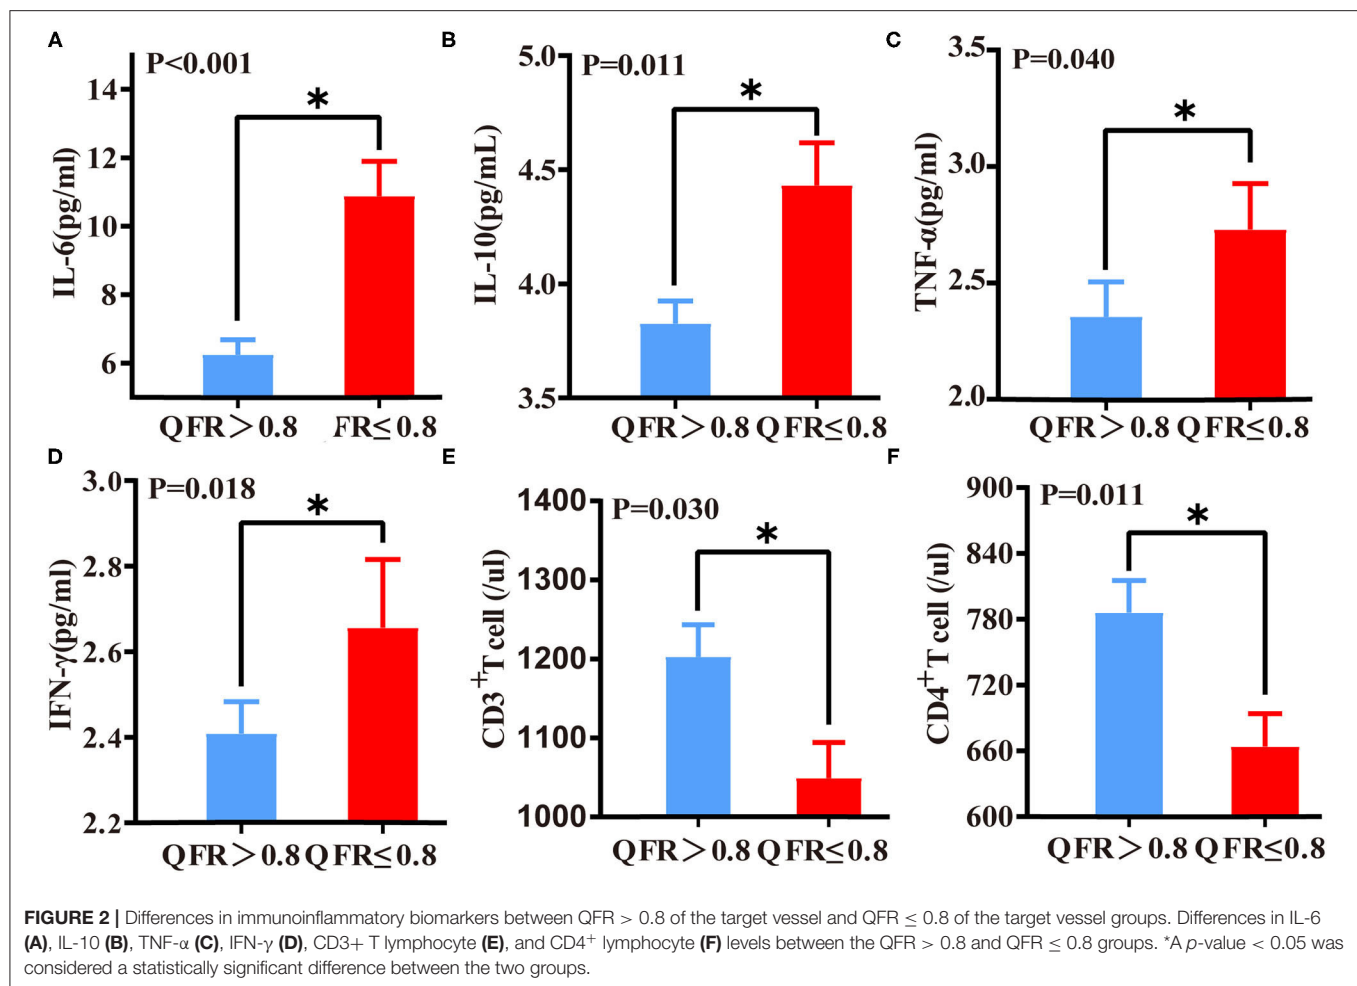 A
P<0.001
*
14
12
10
8
6
IL-6(pg/ml)
QFR>0.8 FR≤0.8
B
P=0.011
*
5.0
4.5
4.0
3.5
IL-10(pg/mL)
QFR>0.8 QFR≤0.8
C
P=0.040
*
3.5
3.0
2.5
2.0
TNF-α(pg/ml)
QFR>0.8 QFR≤0.8
D
P=0.018
*
3.0
2.8
2.6
2.4
2.2
IFN-γ(pg/ml)
QFR>0.8 QFR≤0.8
E
P=0.030
*
1400
1300
1200
1100
1000
CD3+T cell (/ul)
QFR>0.8 QFR≤0.8
F
P=0.011
*
900
840
780
720
660
600
CD4+T cell (/ul)
QFR>0.8 QFR≤0.8
FIGURE 2 | Differences in immunoinflammatory biomarkers between QFR > 0.8 of the target vessel and QFR ≤ 0.8 of the target vessel groups. Differences in IL-6
(A), IL-10 (B), TNF-α (C), IFN-γ (D), CD3+ T lymphocyte (E), and CD4+ lymphocyte (F) levels between the QFR > 0.8 and QFR ≤ 0.8 groups. *A p-value < 0.05 was
considered a statistically significant difference between the two groups.